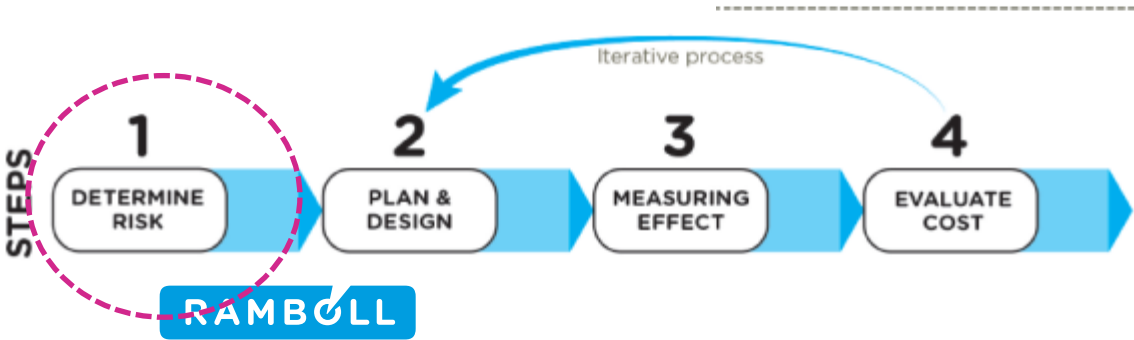 Iterative process
STEPS
1
DETERMINE
RISK
2
PLAN &
DESIGN
3
MEASURING
EFFECT
4
EVALUATE
COST
RAMBOLL